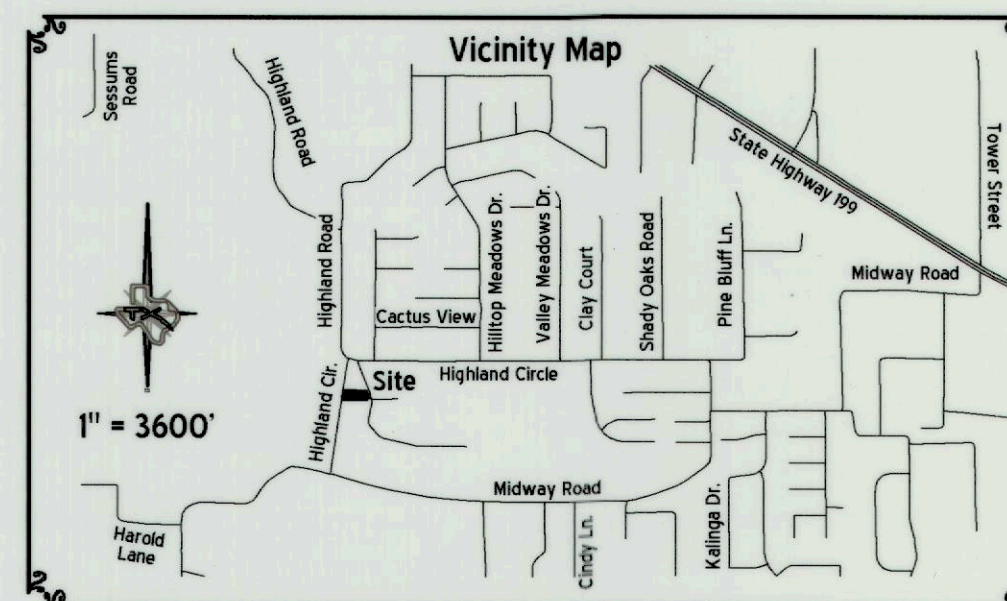 Vicinity Map
Sessums
Road
Highland Road
State Highway 199
Tower Street
Highland Road
Hilltop Meadows Dr.
Valley Meadows Dr.
Clay Court
Shady Oaks Road
Pine Bluff Ln.
Midway Road
TX
Cactus View
Highland Circle
Site
Highland Cir.
1" = 3600'
Midway Road
Harold
Lane
Cindy Ln.
Kalinga Dr.